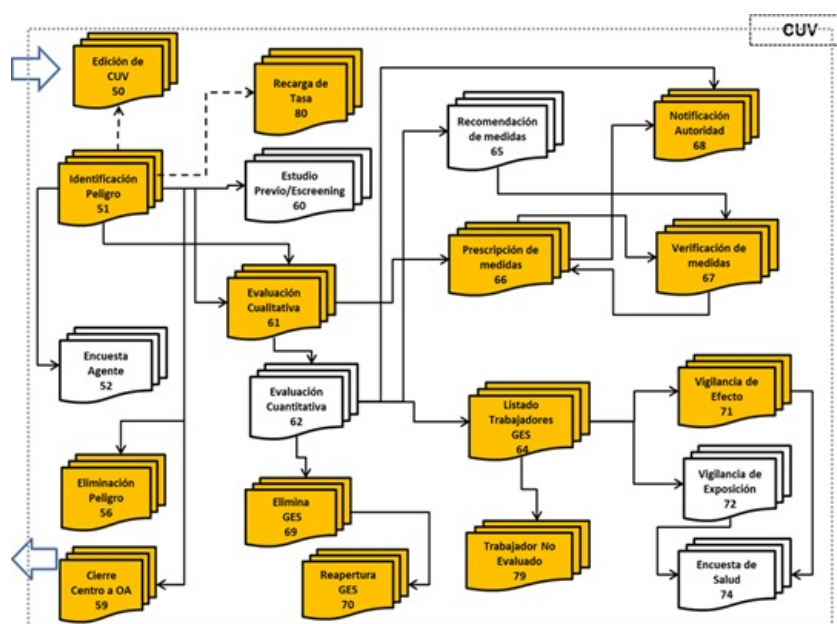 CUV
Edición de
CUV
50
Recarga de
Tasa
80
Recomendación
de medidas
65
Notificación
Autoridad
68
Identificación
Peligro
51
Estudio
Previo/Escreening
60
Prescripción de
medidas
66
Verificación de
medidas
67
Evaluación
Cualitativa
61
Encuesta
Agente
52
Evaluación
Cuantitativa
62
Listado
Trabajadores
GES
64
Vigilancia de
Efecto
71
Eliminación
Peligro
56
Elimina
GES
69
Vigilancia de
Exposición
72
Cierre
Centro a OA
59
Reapertura
GES
70
Trabajador No
Evaluado
79
Encuesta de
Salud
74